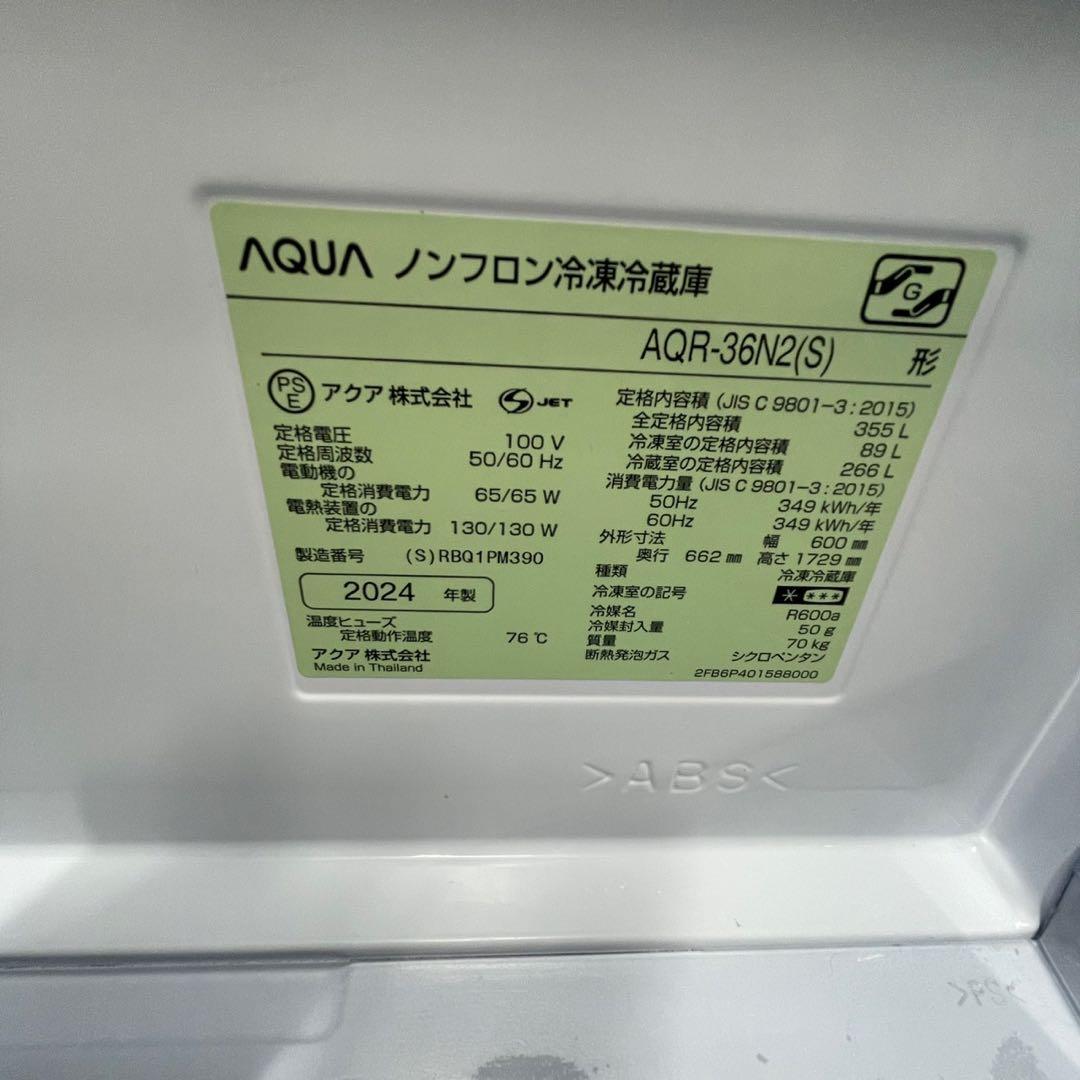 AQUA ノンフロン冷凍冷蔵庫
G
AQR-36N2(S) 形
PS
E
アクア 株式会社
S JET
定格電圧 100 V
定格周波数 50/60 Hz
電動機の
定格消費電力 65/65 W
電熱装置の
定格消費電力 130/130 W
製造番号 (S)RBQ1PM390
2024 年製
温度ヒューズ
定格動作温度 76 ℃
アクア 株式会社
Made in Thailand
定格内容積 (JIS C 9801-3 : 2015)
全定格内容積 355 L
冷凍室の定格内容積 89 L
冷蔵室の定格内容積 266 L
消費電力量 (JIS C 9801-3 : 2015)
50Hz 349 kWh/年
60Hz 349 kWh/年
外形寸法 幅 600 ㎜
奥行 662 ㎜ 高さ 1729 ㎜
種類 冷凍冷蔵庫
冷凍室の記号 * ***
冷媒名 R600a
冷媒封入量 50 g
質量 70 kg
断熱発泡ガス シクロペンタン
2FB6P401588000
>ABS<